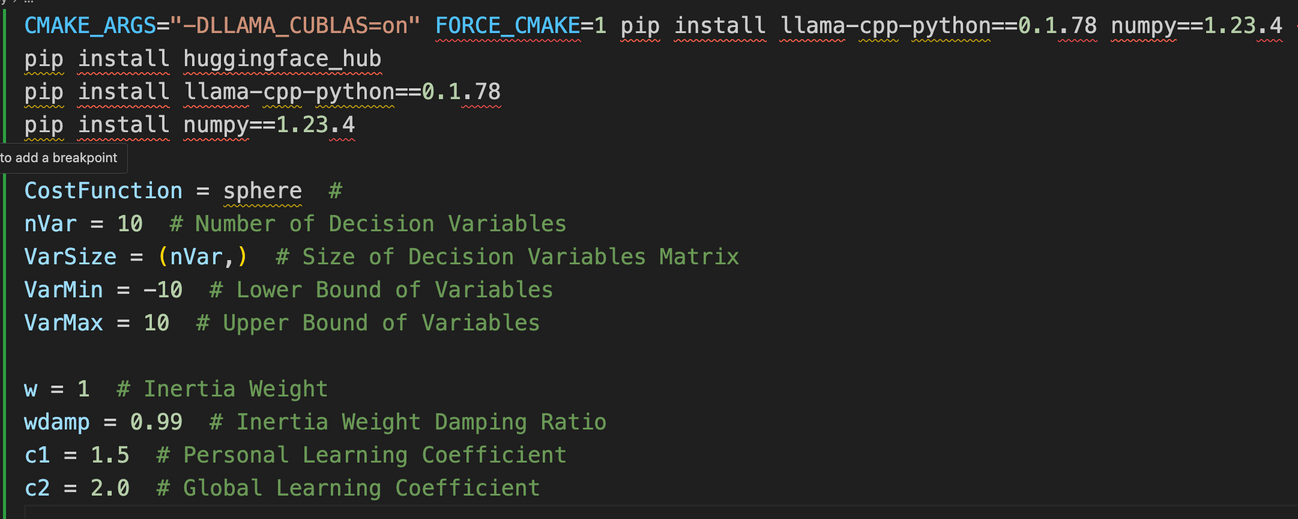 CMAKE_ARGS="-DLLAMA_CUBLAS=on" FORCE_CMAKE=1 pip install llama-cpp-python==0.1.78 numpy==1.23.4
pip install huggingface_hub
pip install llama-cpp-python==0.1.78
pip install numpy==1.23.4
to add a breakpoint
CostFunction = sphere  #
nVar = 10  # Number of Decision Variables
VarSize = (nVar,)  # Size of Decision Variables Matrix
VarMin = -10  # Lower Bound of Variables
VarMax = 10  # Upper Bound of Variables
w = 1  # Inertia Weight
wdamp = 0.99  # Inertia Weight Damping Ratio
c1 = 1.5  # Personal Learning Coefficient
c2 = 2.0  # Global Learning Coefficient